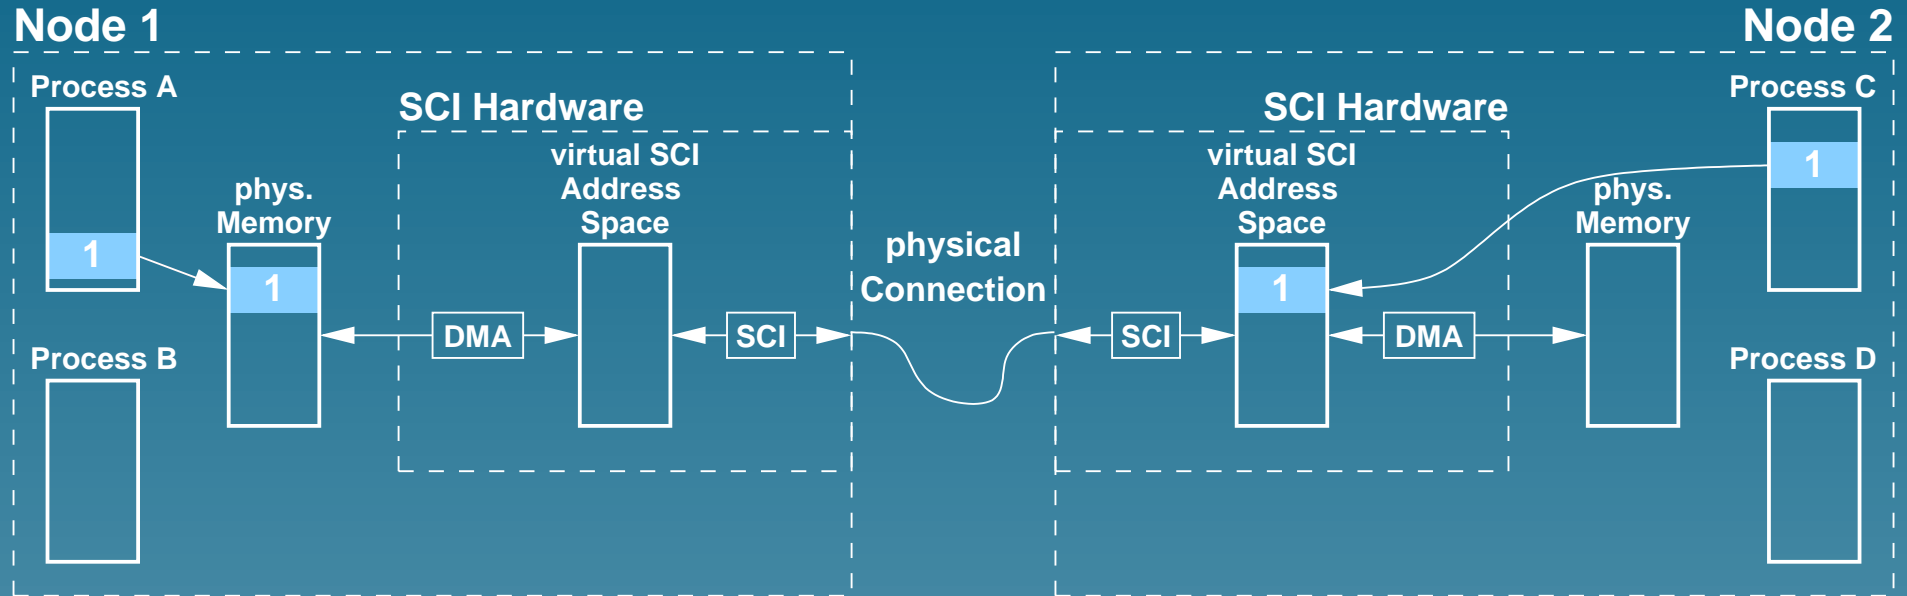 Node 1
Node 2
Process A
SCI Hardware
virtual SCI
Address
Space
phys.
Memory
1
1
DMA
SCI
Process B
physical
Connection
SCI Hardware
virtual SCI
Address
Space
1
SCI
DMA
phys.
Memory
Process C
1
Process D